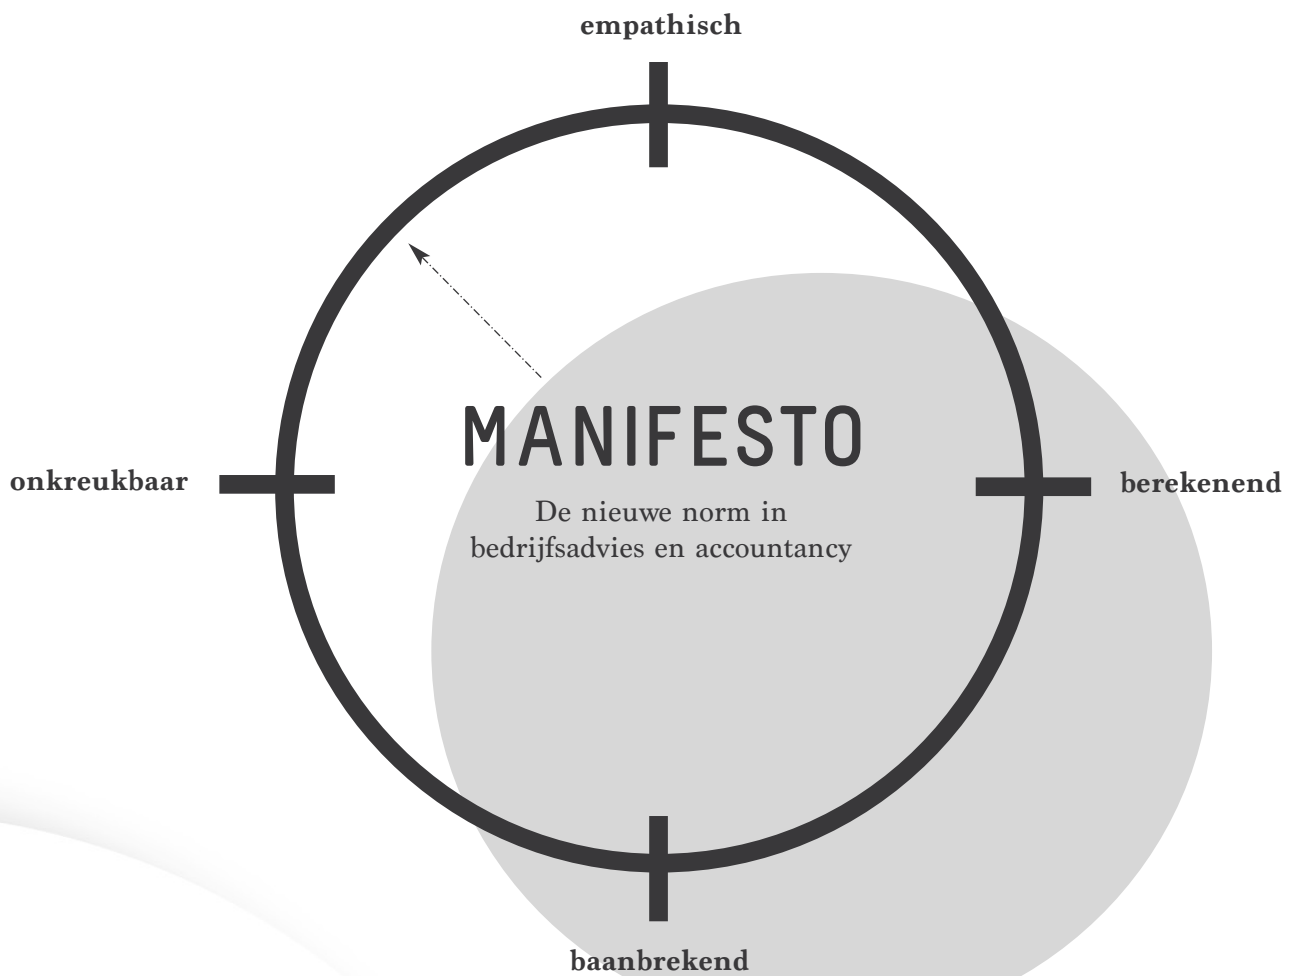 empathisch
MANIFESTO
onkreukbaar
berekenend
De nieuwe norm in
bedrijfsadvies en accountancy
baanbrekend